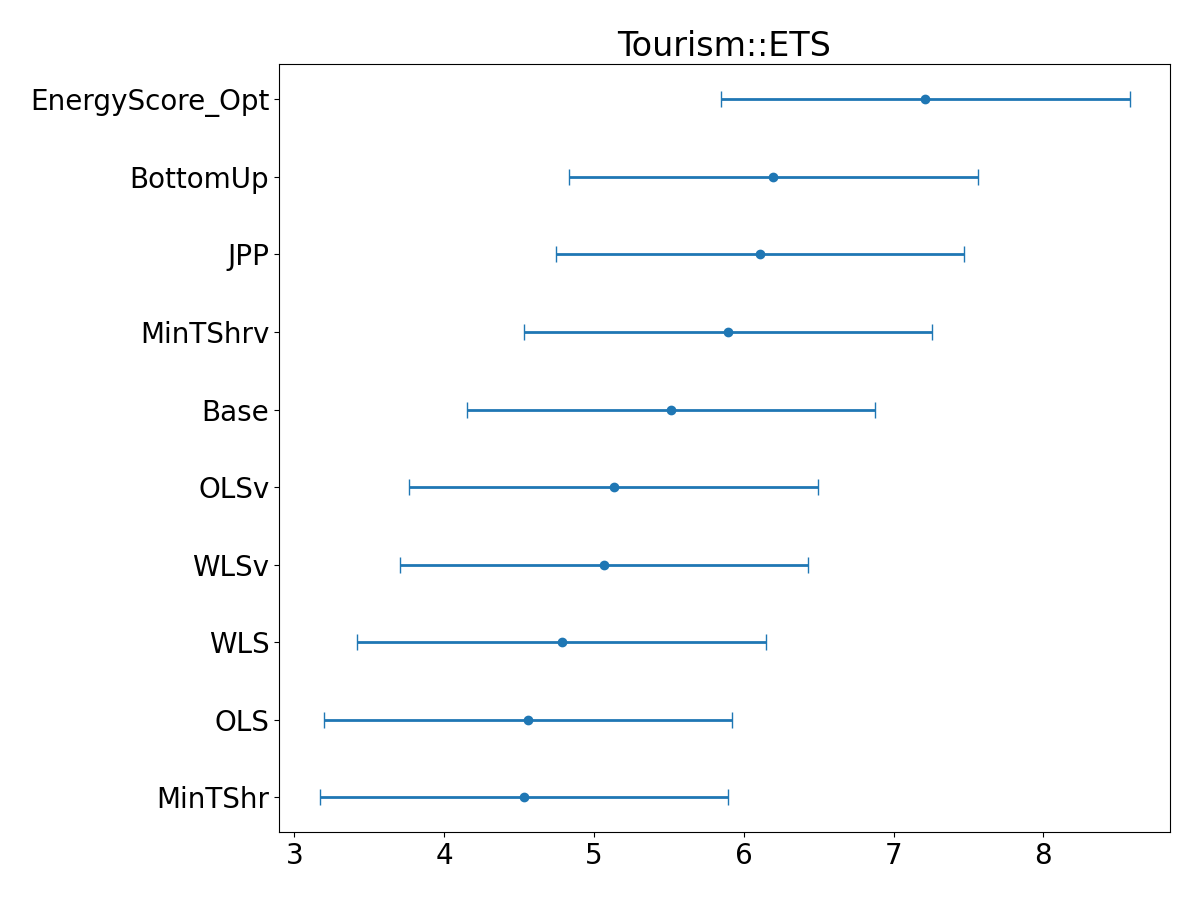 Tourism::ETS
EnergyScore_Opt
BottomUp
JPP
MinTShrv
Base
OLSv
WLSv
WLS
OLS
MinTShr
3 4 5 6 7 8